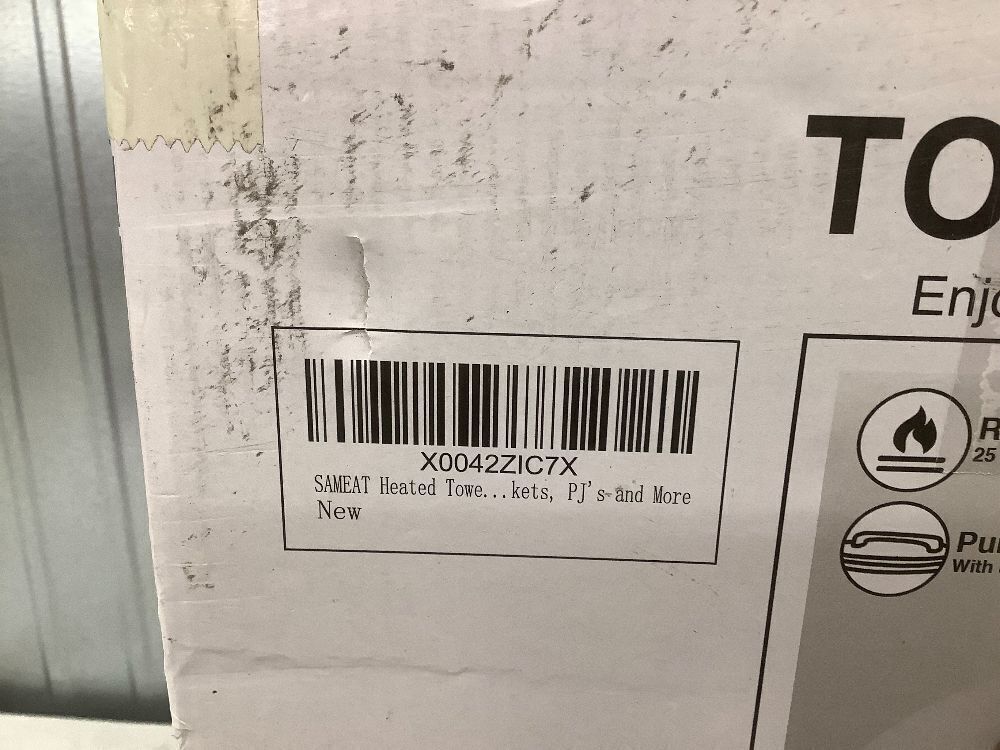 TO
Enjo
X0042ZIC7X
SAMEAT Heated Towe...kets, PJ's and More
New
R
25
Pu
With